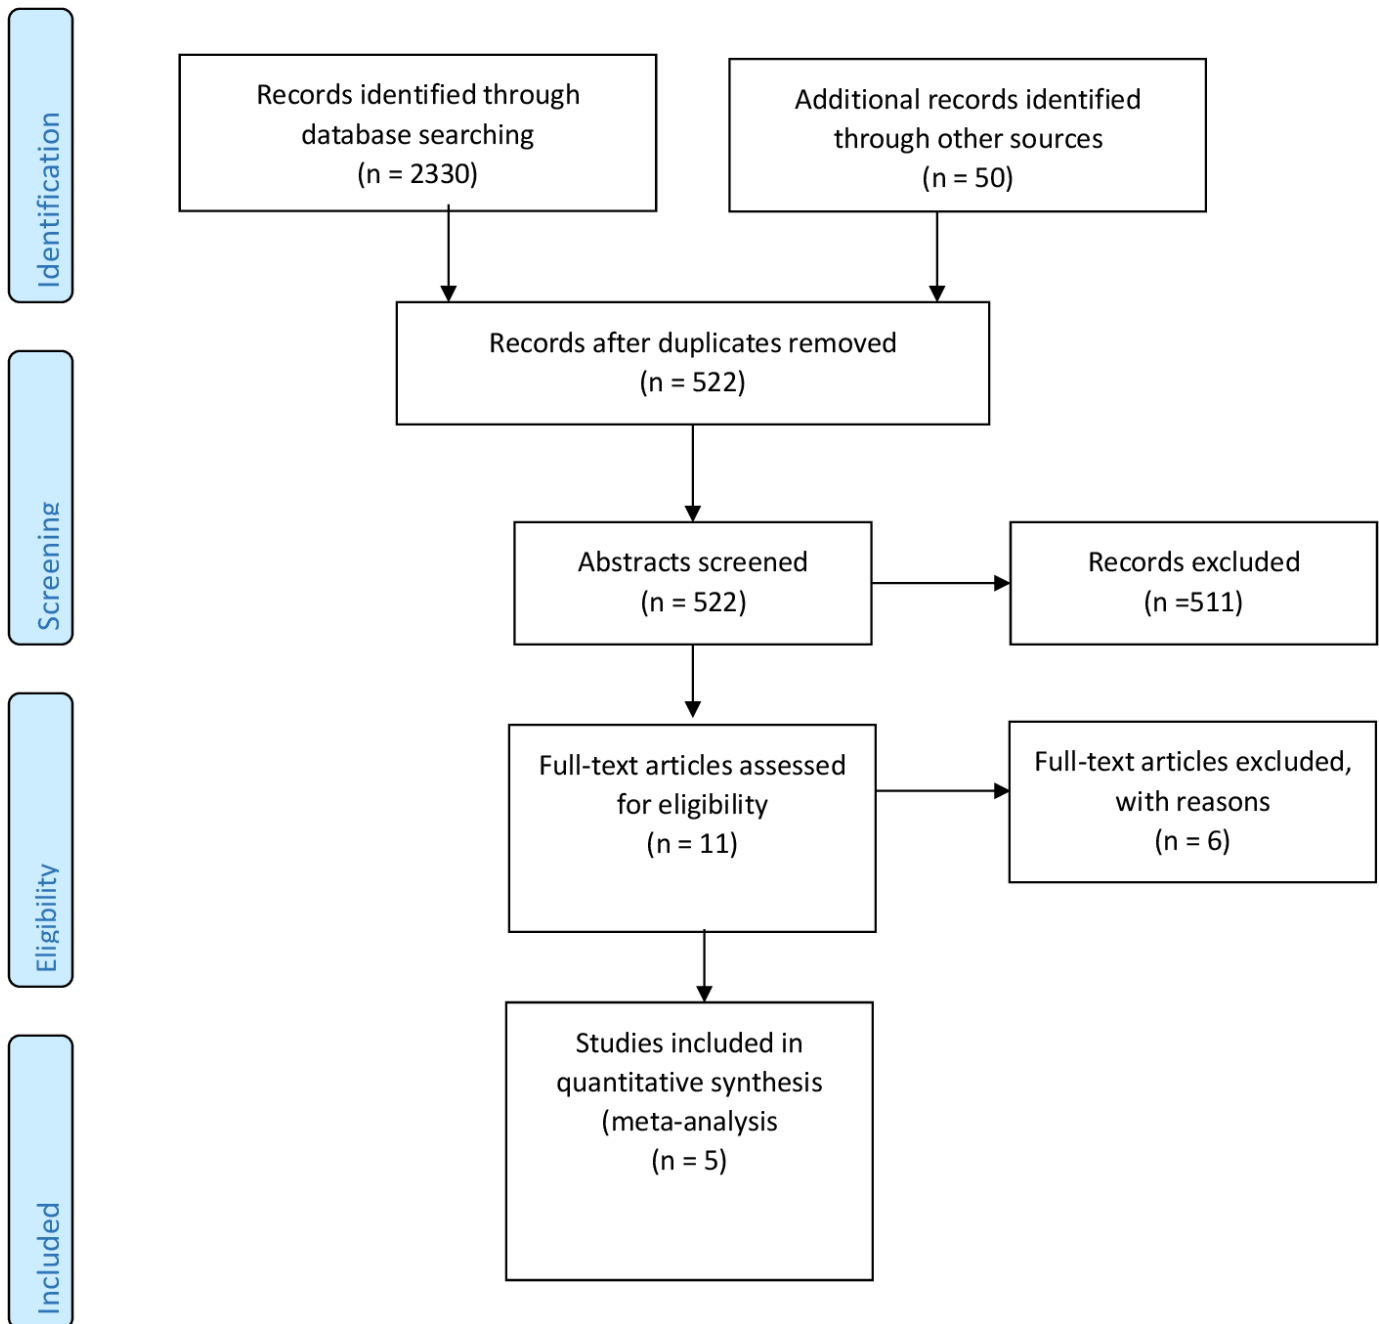 Identification
Records identified through
database searching
(n = 2330)
Additional records identified
through other sources
(n = 50)
Records after duplicates removed
(n = 522)
Screening
Abstracts screened
(n = 522)
Records excluded
(n =511)
Eligibility
Full-text articles assessed
for eligibility
(n = 11)
Full-text articles excluded,
with reasons
(n = 6)
Included
Studies included in
quantitative synthesis
(meta-analysis
(n = 5)